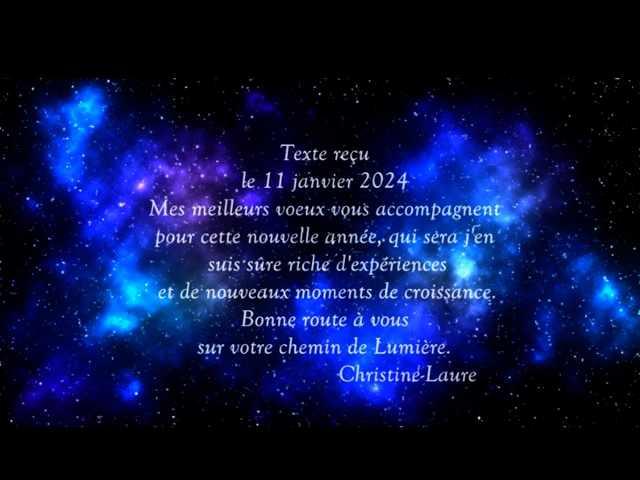 Texte reçu
le 11 janvier 2024
Mes meilleurs voeux vous accompagnent
pour cette nouvelle année, qui sera j'en
suis sûre riche d'expériences
et de nouveaux moments de croissance.
Bonne route à vous
sur votre chemin de Lumière.
Christine-Laure